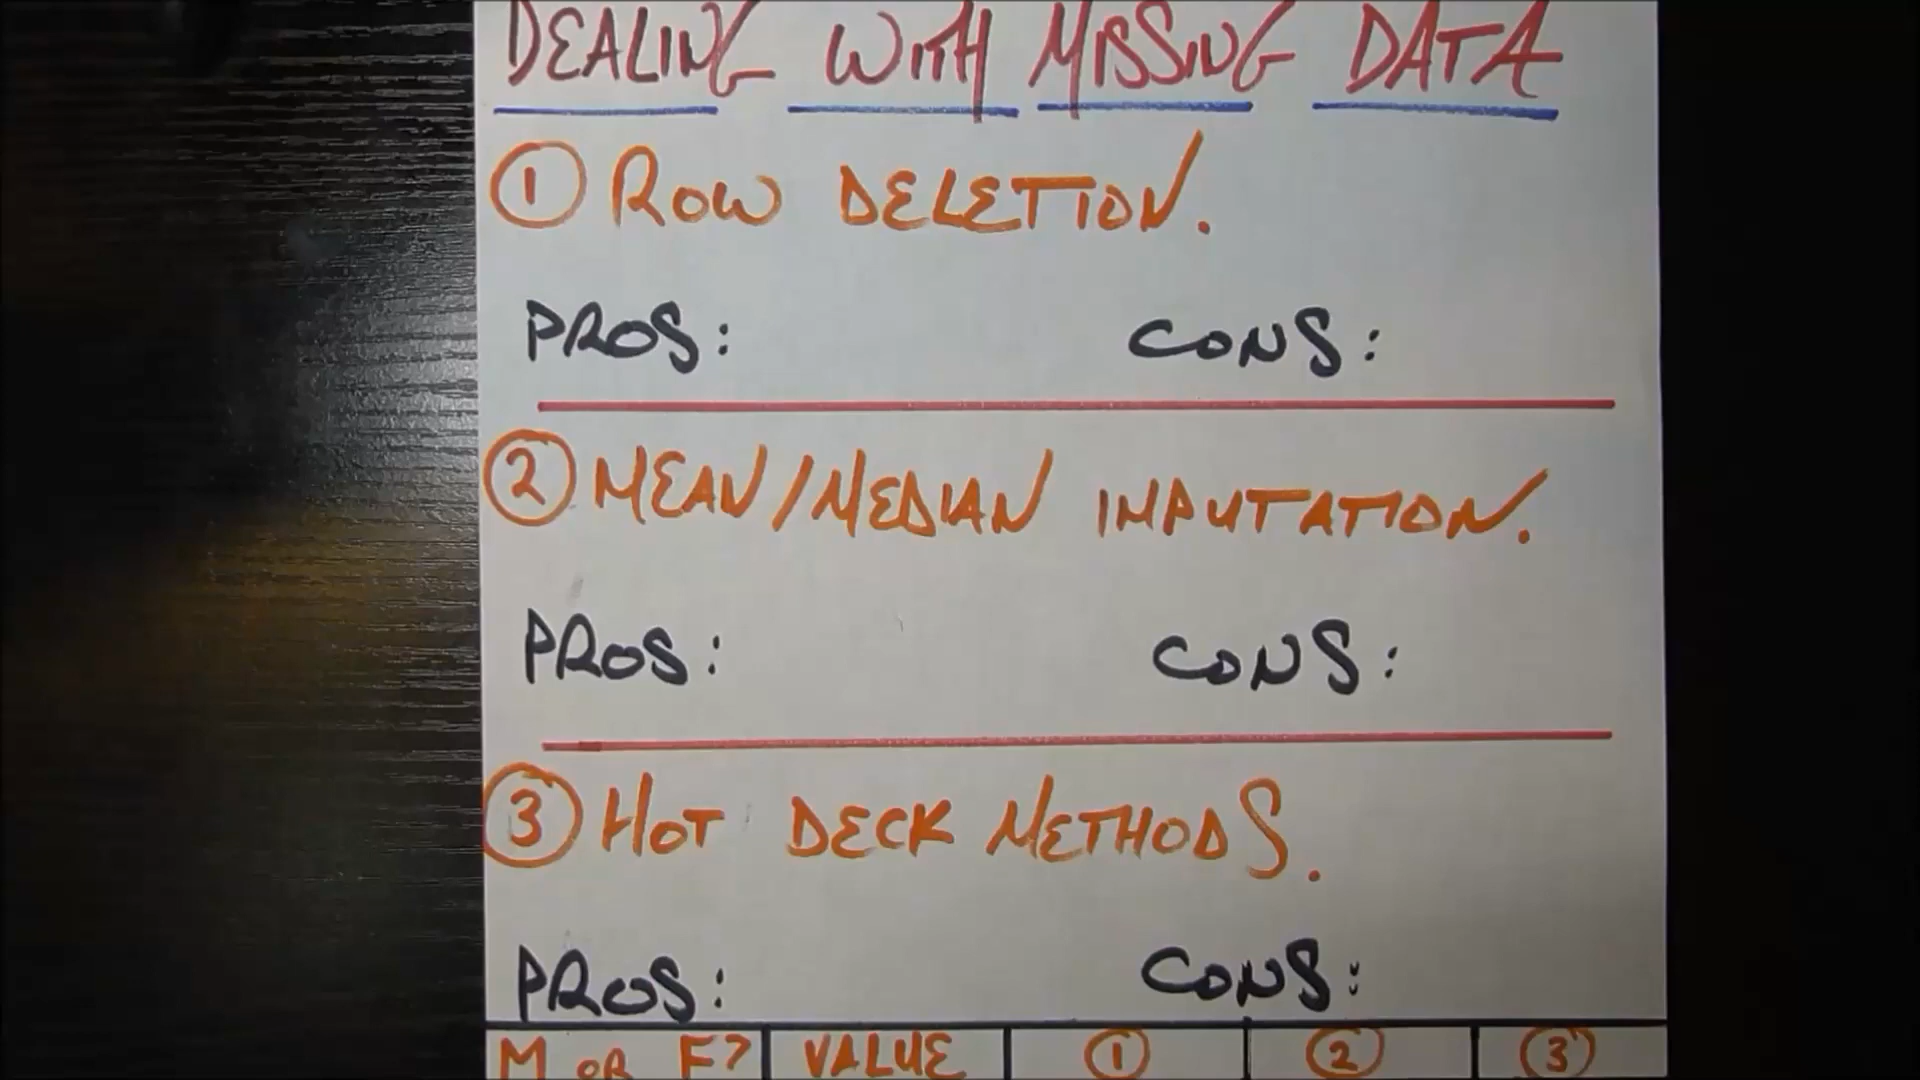 DEALING WITH MISSING DATA
① ROW DELETION.
PROS: CONS:
② MEAN/MEDIAN IMPUTATION.
PROS: CONS:
③ HOT DECK METHODS.
PROS: CONS:
M OR F? VALUE ① ② ③